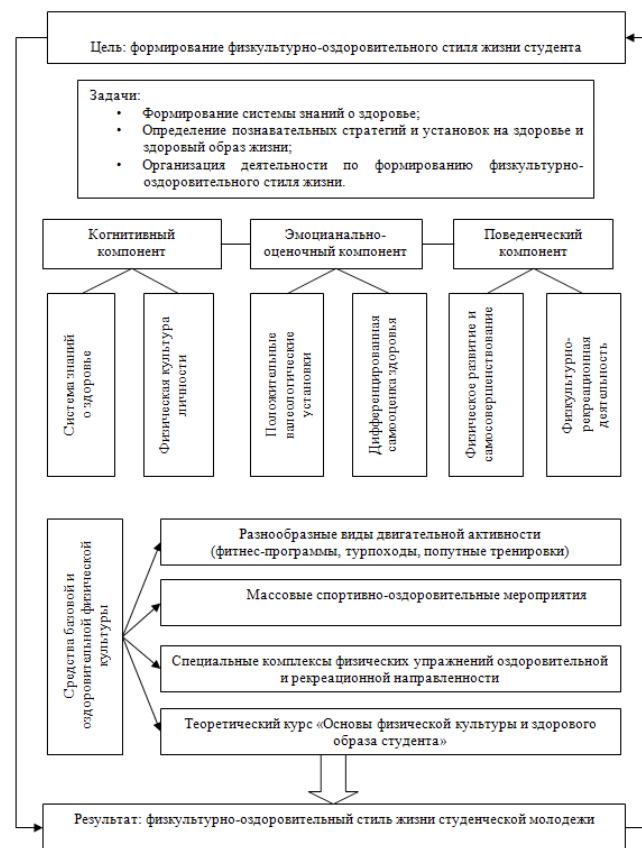 Цель: формирование физкультурно-оздоровительного стиля жизни студента
Задачи:
• Формирование системы знаний о здоровье;
• Определение познавательных стратегий и установок на здоровье и
здоровый образ жизни;
• Организация деятельности по формированию физкультурно-
оздоровительного стиля жизни.
Когнитивный
компонент
Эмоцианально-
оценочный компонент
Поведенческий
компонент
Система знаний
о здоровье
Физическая культура
личности
Положительные
валеологические
установки
Дифференцированная
самооценка здоровья
Физическое развитие и
самосовершенствование
Физкультурно-
рекреационная
деятельность
Средства базовой и
оздоровительной физической
культуры
Разнообразные виды двигательной активности
(фитнес-программы, турпоходы, попутные тренировки)
Массовые спортивно-оздоровительные мероприятия
Специальные комплексы физических упражнений оздоровительной
и рекреационной направленности
Теоретический курс «Основы физической культуры и здорового
образа студента»
Результат: физкультурно-оздоровительный стиль жизни студенческой молодежи